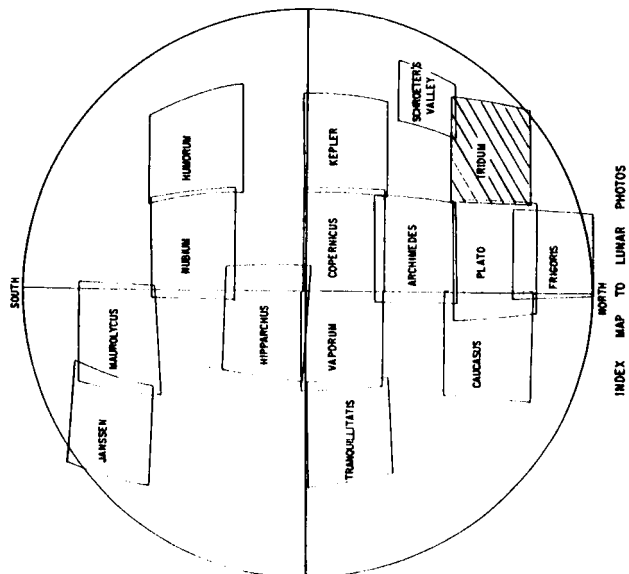 SOUTH
JANSSEN
MAUROLYCUS
NUBIUM
HUMORUM
HIPPARCHUS
TRANQUILLITATIS
VAPORUM
COPERNICUS
KEPLER
ARCHIMEDES
SCHROETER'S
VALLEY
CAUCASUS
PLATO
TRIDUM
FRIGORIS
NORTH
INDEX MAP TO LUNAR PHOTOS